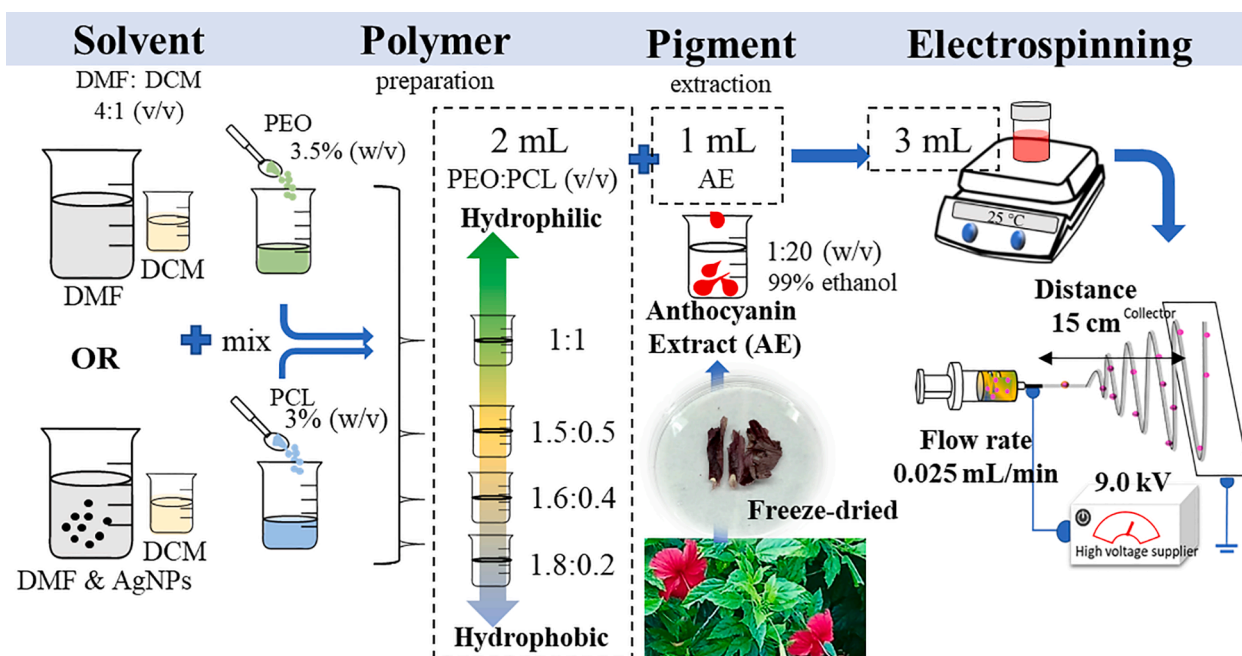 Solvent
Polymer
Pigment
Electrospinning
DMF: DCM
4:1 (v/v)
preparation
extraction
PEO
3.5% (w/v)
DCM
DMF
OR
mix
PCL
3% (w/v)
DCM
DMF & AgNPs
2 mL
PEO:PCL (v/v)
Hydrophilic
1:1
1.5:0.5
1.6:0.4
1.8:0.2
Hydrophobic
1 mL
AE
1:20 (w/v)
99% ethanol
Anthocyanin
Extract (AE)
Freeze-dried
3 mL
25 °C
Distance
15 cm
Collector
Flow rate
0.025 mL/min
9.0 kV
High voltage supplier